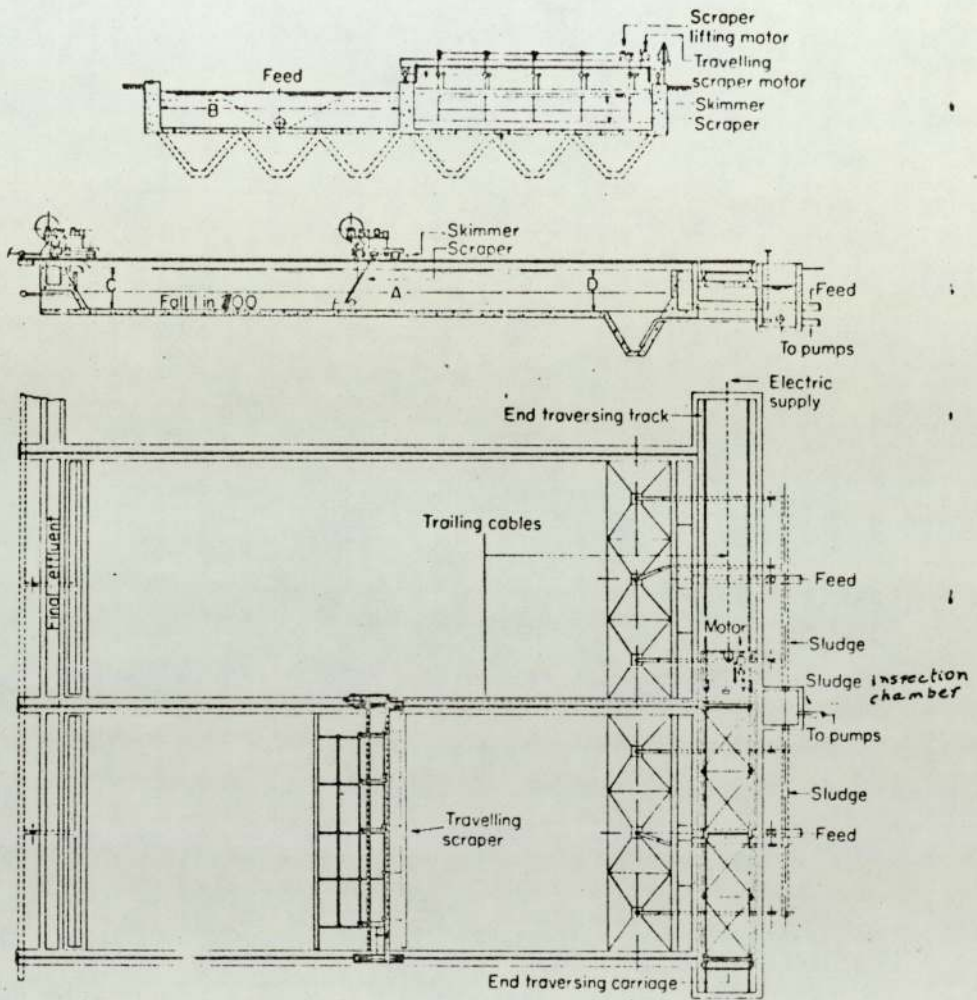 Scraper
lifting motor
Feed
Travelling
scraper motor
B
Skimmer
Scraper
Skimmer
Scraper
C
A
D
Feed
Fall 1 in
To pumps
Electric
supply
End traversing track
Trailing cables
Final effluent
Feed
Motor
Sludge
Sludge inspection
chamber
To pumps
Sludge
Travelling
scraper
Feed
End traversing carriage